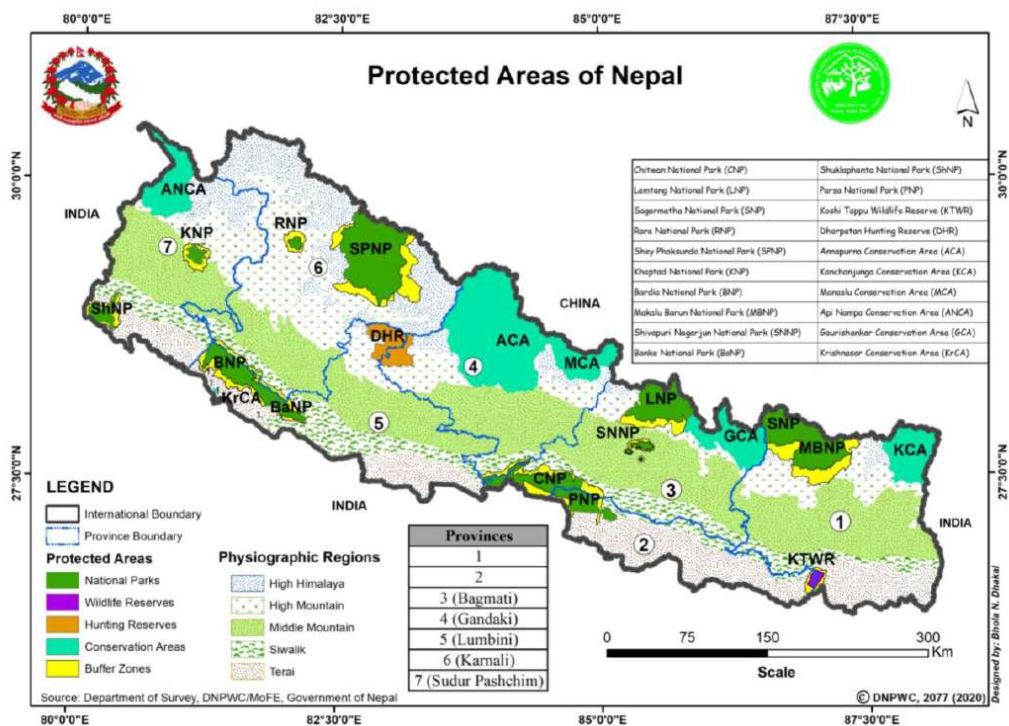 80°0'0"E 82°30'0"E 85°0'0"E 87°30'0"E
Protected Areas of Nepal
N
30°0'0"N
30°0'0"N
27°30'0"N
27°30'0"N
Chitwan National Park (CNP) Shuklaphanta National Park (ShNP)
Lamtang National Park (LNP) Parsa National Park (PNP)
Sagarmatha National Park (SNP) Koshi Tappu Wildlife Reserve (KTWR)
Rara National Park (RNP) Dhorpatan Hunting Reserve (DHR)
Shey Phoksundo National Park (SPNP) Annapurna Conservation Area (ACA)
Khaptad National Park (KNP) Kanchanjunga Conservation Area (KCA)
Bardia National Park (BNP) Manaslu Conservation Area (MCA)
Makalu Barun National Park (MBNP) Api Nampa Conservation Area (ANCA)
Shivapuri Nagarjun National Park (SNNP) Gaurishankar Conservation Area (GCA)
Banke National Park (BaNP) Krishnasar Conservation Area (KrCA)
ANCA
INDIA
KNP
RNP
7
6
SPNP
CHINA
ShNP
DHR
ACA
4
MCA
BNP
KrCA
BaNP
5
LNP
SNNP
GCA
SNP
MBNP
KCA
CNP
PNP
3
1
2
INDIA
INDIA
KTWR
LEGEND
International Boundary
Province Boundary
Protected Areas
National Parks
Wildlife Reserves
Hunting Reserves
Conservation Areas
Buffer Zones
Physiographic Regions
High Himalaya
High Mountain
Middle Mountain
Siwalik
Terai
Provinces
1
2
3 (Bagmati)
4 (Gandaki)
5 (Lumbini)
6 (Karnali)
7 (Sudur Pashchim)
0 75 150 300
Km
Scale
Designed by: Bhola N. Dhakal
Source: Department of Survey, DNPWC/MoFE, Government of Nepal
© DNPWC, 2077 (2020)
80°0'0"E 82°30'0"E 85°0'0"E 87°30'0"E